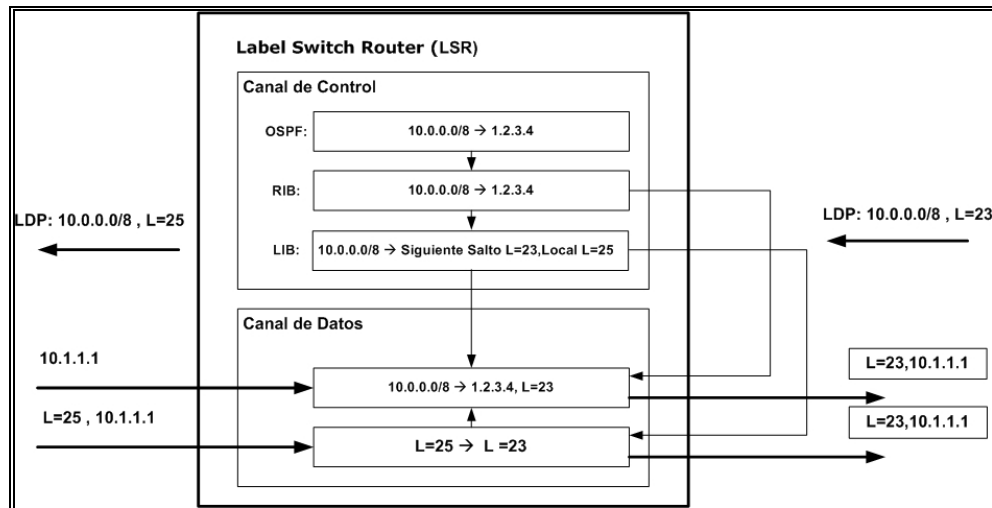 Label Switch Router (LSR)
Canal de Control
OSPF:
10.0.0.0/8 → 1.2.3.4
RIB:
10.0.0.0/8 → 1.2.3.4
LDP: 10.0.0.0/8 , L=25
LDP: 10.0.0.0/8 , L=23
LIB:
10.0.0.0/8 → Siguiente Salto L=23,Local L=25
Canal de Datos
10.1.1.1
10.0.0.0/8 → 1.2.3.4, L=23
L=23,10.1.1.1
L=25 , 10.1.1.1
L=25 → L =23
L=23,10.1.1.1